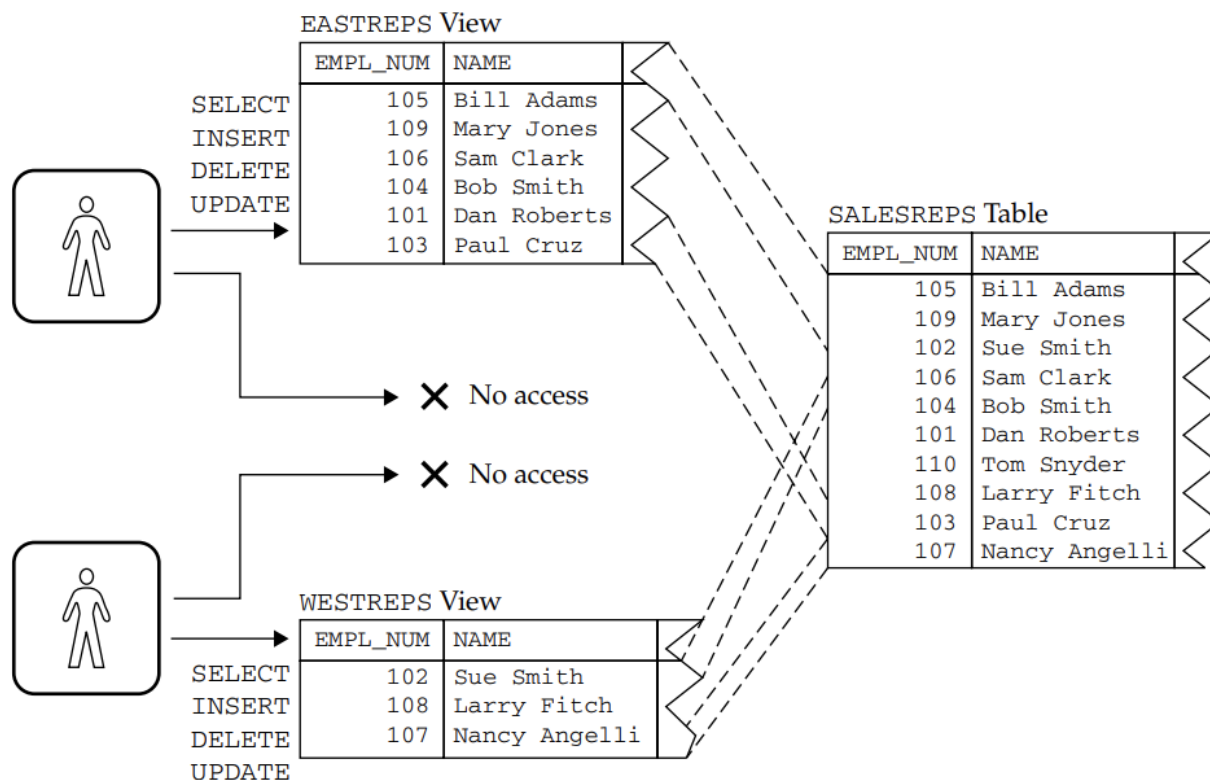 EASTREPS View
EMPL_NUM NAME
105 Bill Adams
109 Mary Jones
106 Sam Clark
104 Bob Smith
101 Dan Roberts
103 Paul Cruz
SELECT
INSERT
DELETE
UPDATE
SALESREPS Table
EMPL_NUM NAME
105 Bill Adams
109 Mary Jones
102 Sue Smith
106 Sam Clark
104 Bob Smith
101 Dan Roberts
110 Tom Snyder
108 Larry Fitch
103 Paul Cruz
107 Nancy Angelli
No access
No access
WESTREPS View
EMPL_NUM NAME
102 Sue Smith
108 Larry Fitch
107 Nancy Angelli
SELECT
INSERT
DELETE
UPDATE